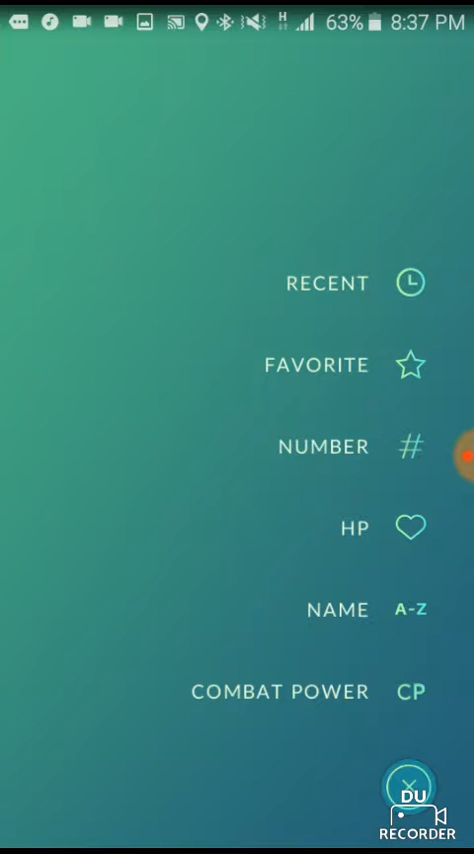 63% 8:37 PM
RECENT
FAVORITE
NUMBER #
HP
NAME A-Z
COMBAT POWER CP
DU
RECORDER